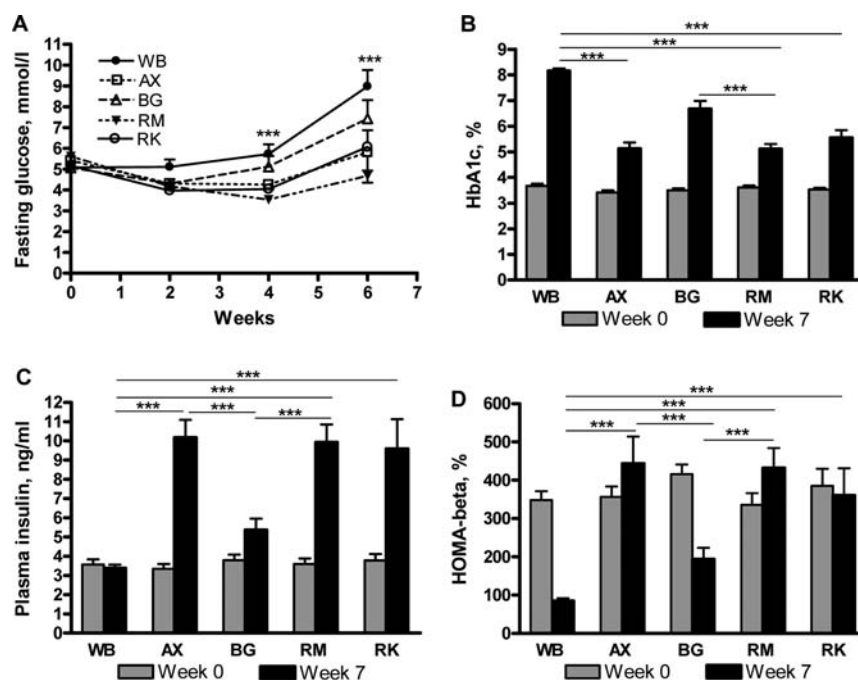 A
Fasting glucose, mmol/l
11
10
9
8
7
6
5
4
3
2
1
0
WB
AX
BG
RM
RK
***
***
0 1 2 3 4 5 6 7
Weeks
B
HbA1c, %
9
8
7
6
5
4
3
2
1
0
***
***
***
***
WB AX BG RM RK
Week 0 Week 7
C
Plasma insulin, ng/ml
12
11
10
9
8
7
6
5
4
3
2
1
0
***
***
*** *** ***
WB AX BG RM RK
Week 0 Week 7
D
HOMA-beta, %
600
500
400
300
200
100
0
***
***
***
***
***
WB AX BG RM RK
Week 0 Week 7